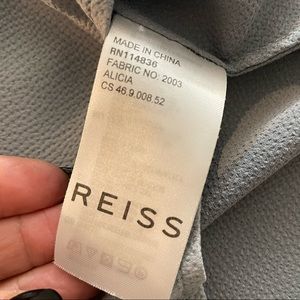 MADE IN CHINA
RN114836
FABRIC NO: 2003
ALICIA
CS 46.9.008.52
REISS